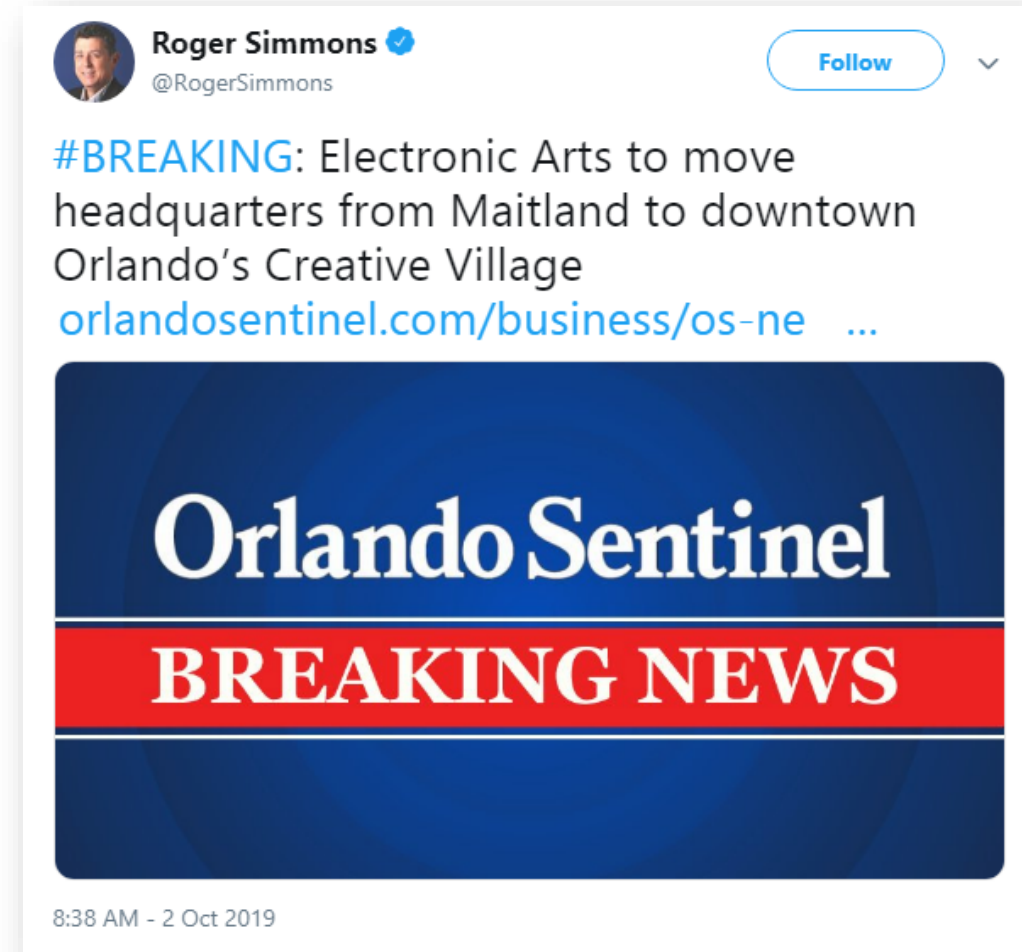 Roger Simmons
@RogerSimmons
Follow
#BREAKING: Electronic Arts to move
headquarters from Maitland to downtown
Orlando’s Creative Village
orlandosentinel.com/business/os-ne …
Orlando Sentinel
BREAKING NEWS
8:38 AM - 2 Oct 2019